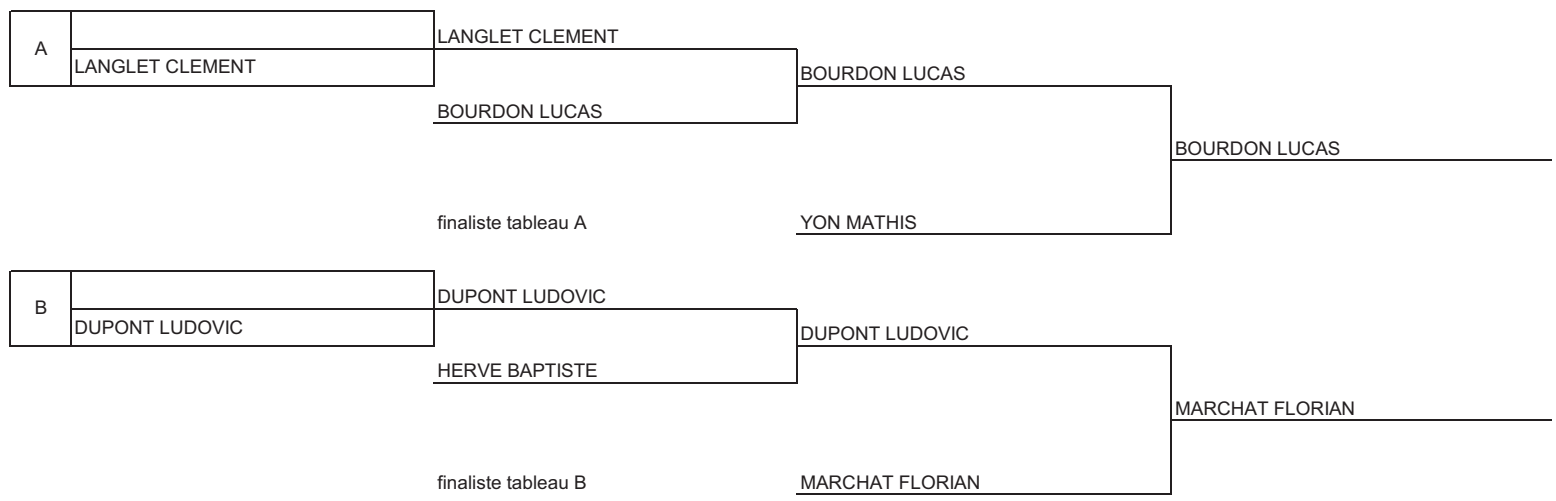 A
LANGLET CLEMENT
LANGLET CLEMENT
BOURDON LUCAS
BOURDON LUCAS
BOURDON LUCAS
finaliste tableau A
YON MATHIS
B
DUPONT LUDOVIC
DUPONT LUDOVIC
DUPONT LUDOVIC
HERVE BAPTISTE
MARCHAT FLORIAN
finaliste tableau B
MARCHAT FLORIAN